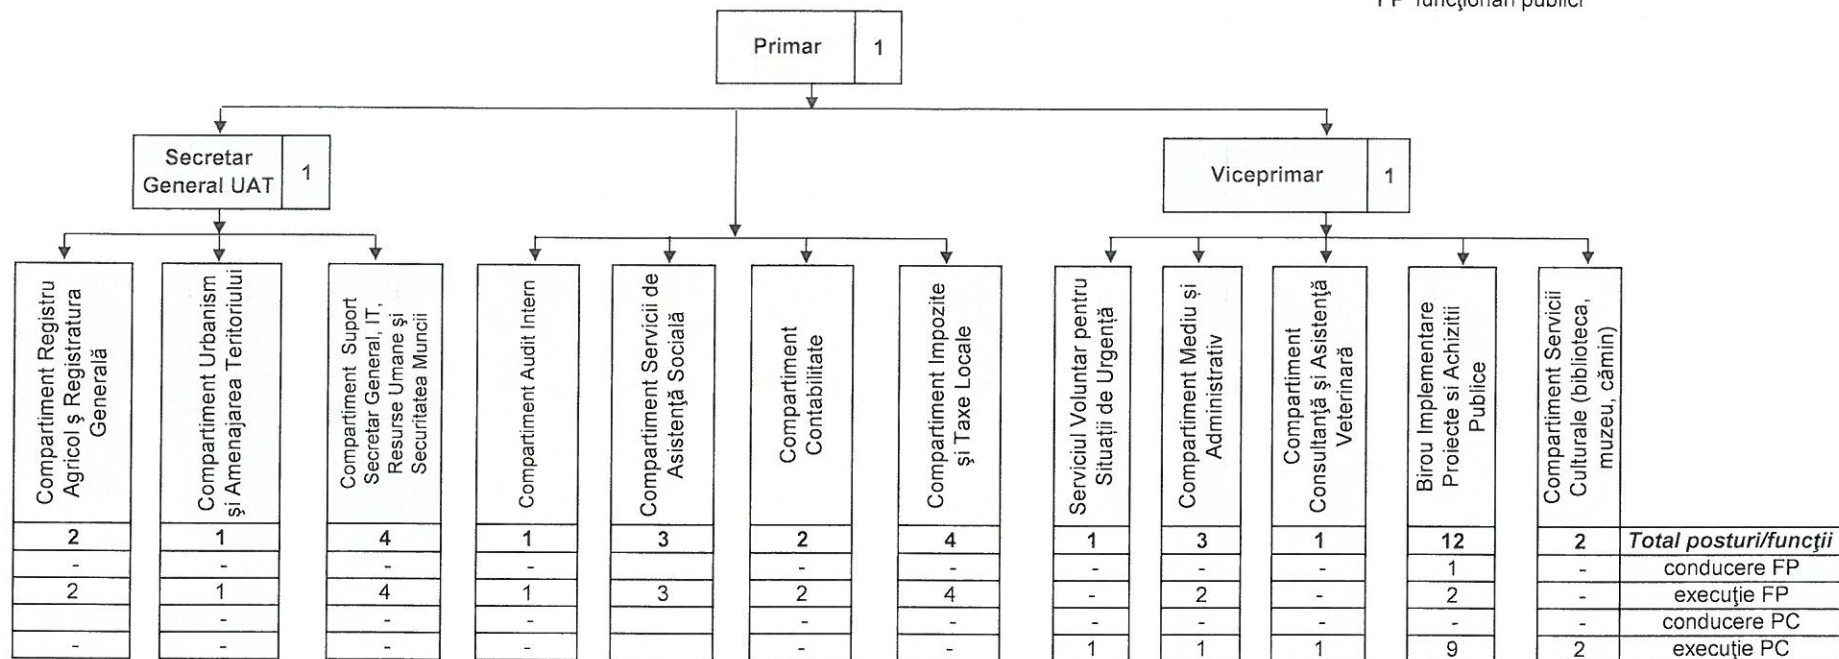 FP funcţionari publici
Primar 1
Secretar
General UAT 1
Viceprimar 1
Compartiment Registru
Agricol ş Registratura
Generală
Compartiment Urbanism
şi Amenajarea Teritoriului
Compartiment Suport
Secretar General, IT,
Resurse Umane şi
Securitatea Muncii
Compartiment Audit Intern
Compartiment Servicii de
Asistenţă Socială
Compartiment
Contabilitate
Compartiment Impozite
şi Taxe Locale
Serviciul Voluntar pentru
Situaţii de Urgenţă
Compartiment Mediu și
Administrativ
Compartiment
Consultanţă şi Asistenţă
Veterinară
Birou Implementare
Proiecte si Achizitii
Publice
Compartiment Servicii
Culturale (biblioteca,
muzeu, cămin)
2 1 4 1 3 2 4 1 3 1 12 2 Total posturi/funcţii
- - - - - - - - - - 1 - conducere FP
2 1 4 1 3 2 4 - 2 - 2 - execuţie FP
- - - - - - - - - - conducere PC
- - - - - - 1 1 1 9 2 execuţie PC